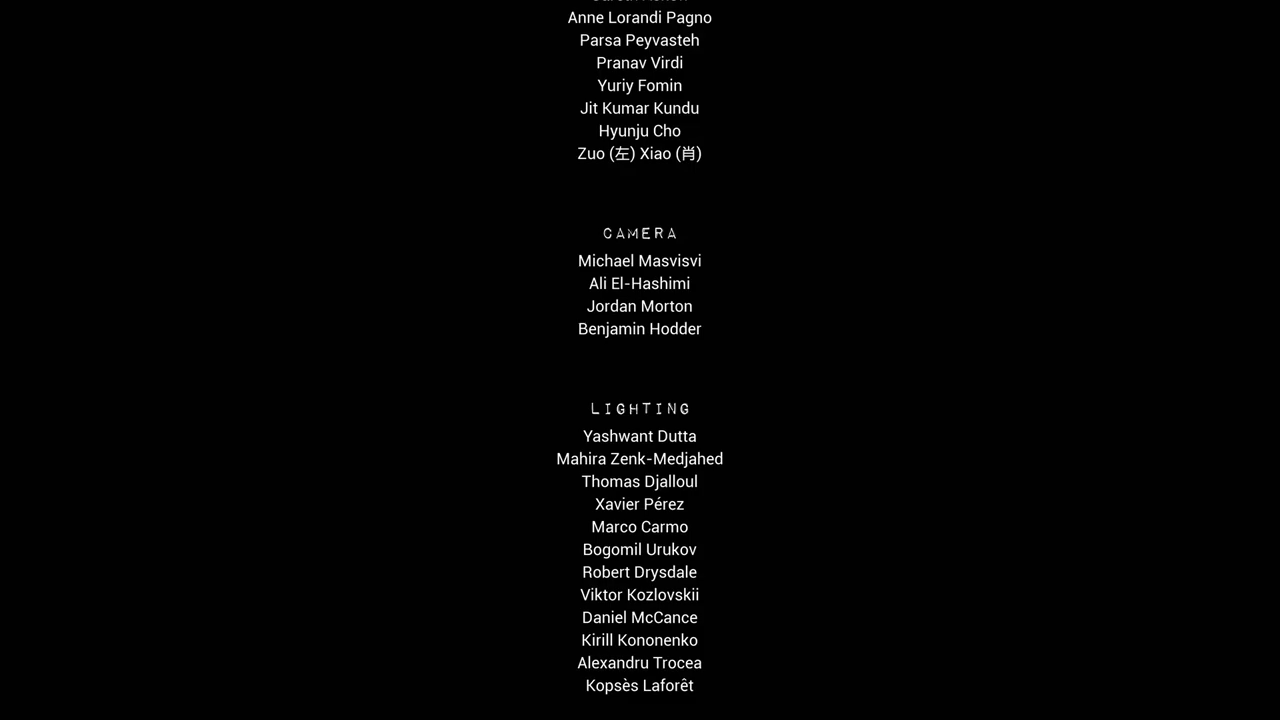 Anne Lorandi Pagno
Parsa Peyvasteh
Pranav Virdi
Yuriy Fomin
Jit Kumar Kundu
Hyunju Cho
Zuo (左) Xiao (肖)
CAMERA
Michael Masvisvi
Ali El-Hashimi
Jordan Morton
Benjamin Hodder
LIGHTING
Yashwant Dutta
Mahira Zenk-Medjahed
Thomas Djalloul
Xavier Pérez
Marco Carmo
Bogomil Urukov
Robert Drysdale
Viktor Kozlovskii
Daniel McCance
Kirill Kononenko
Alexandru Trocea
Kopsès Laforêt